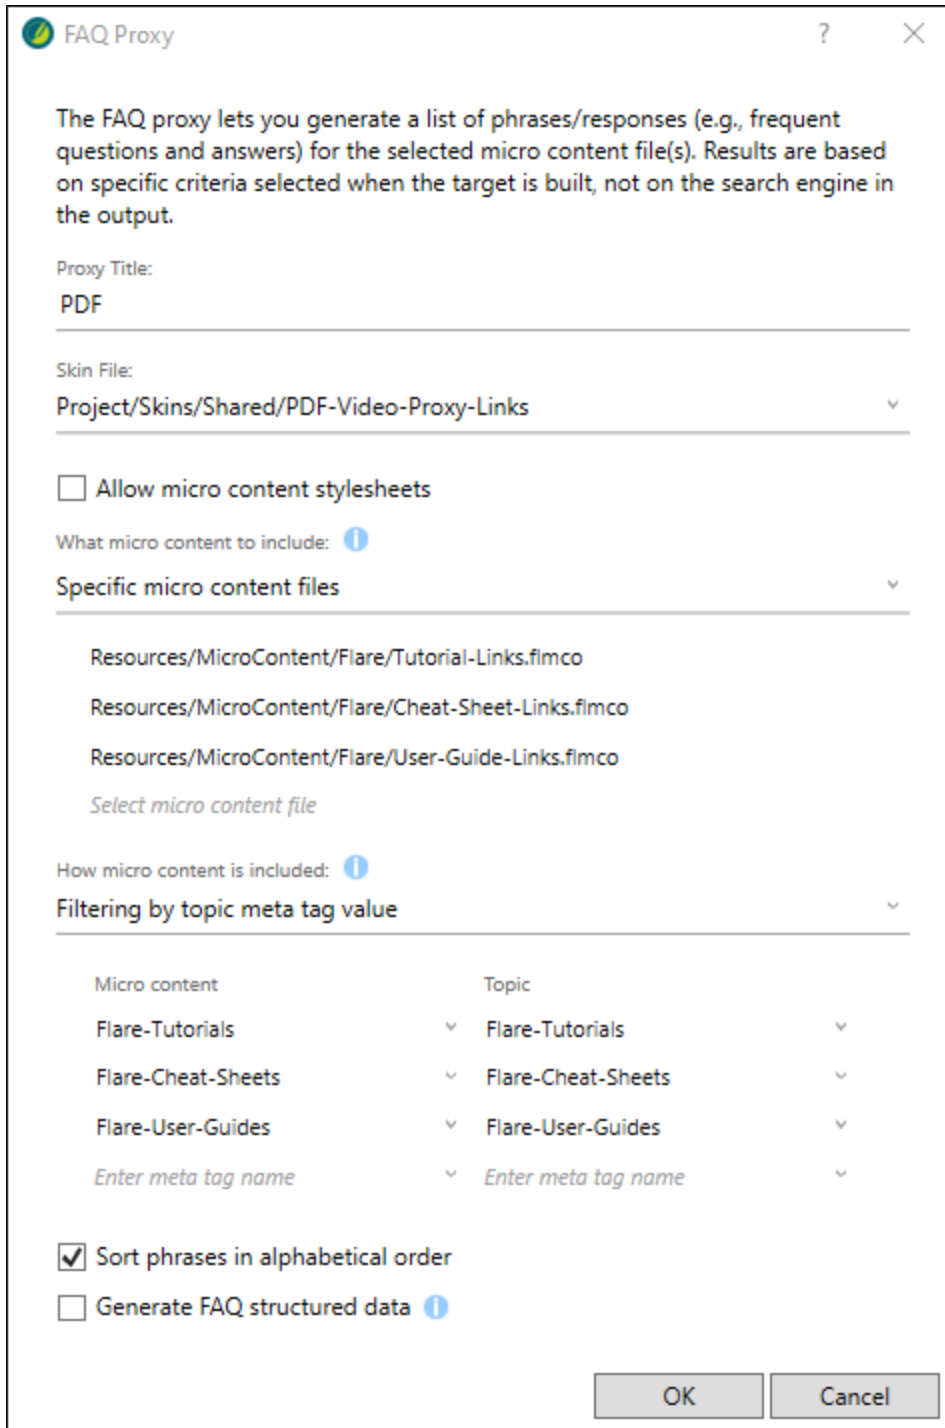 FAQ Proxy ?
The FAQ proxy lets you generate a list of phrases/responses (e.g., frequent
questions and answers) for the selected micro content file(s). Results are based
on specific criteria selected when the target is built, not on the search engine in
the output.
Proxy Title:
PDF
Skin File:
Project/Skins/Shared/PDF-Video-Proxy-Links
Allow micro content stylesheets
What micro content to include: i
Specific micro content files
Resources/MicroContent/Flare/Tutorial-Links.flmco
Resources/MicroContent/Flare/Cheat-Sheet-Links.flmco
Resources/MicroContent/Flare/User-Guide-Links.flmco
Select micro content file
How micro content is included: i
Filtering by topic meta tag value
Micro content Topic
Flare-Tutorials Flare-Tutorials
Flare-Cheat-Sheets Flare-Cheat-Sheets
Flare-User-Guides Flare-User-Guides
Enter meta tag name Enter meta tag name
Sort phrases in alphabetical order
Generate FAQ structured data i
OK Cancel